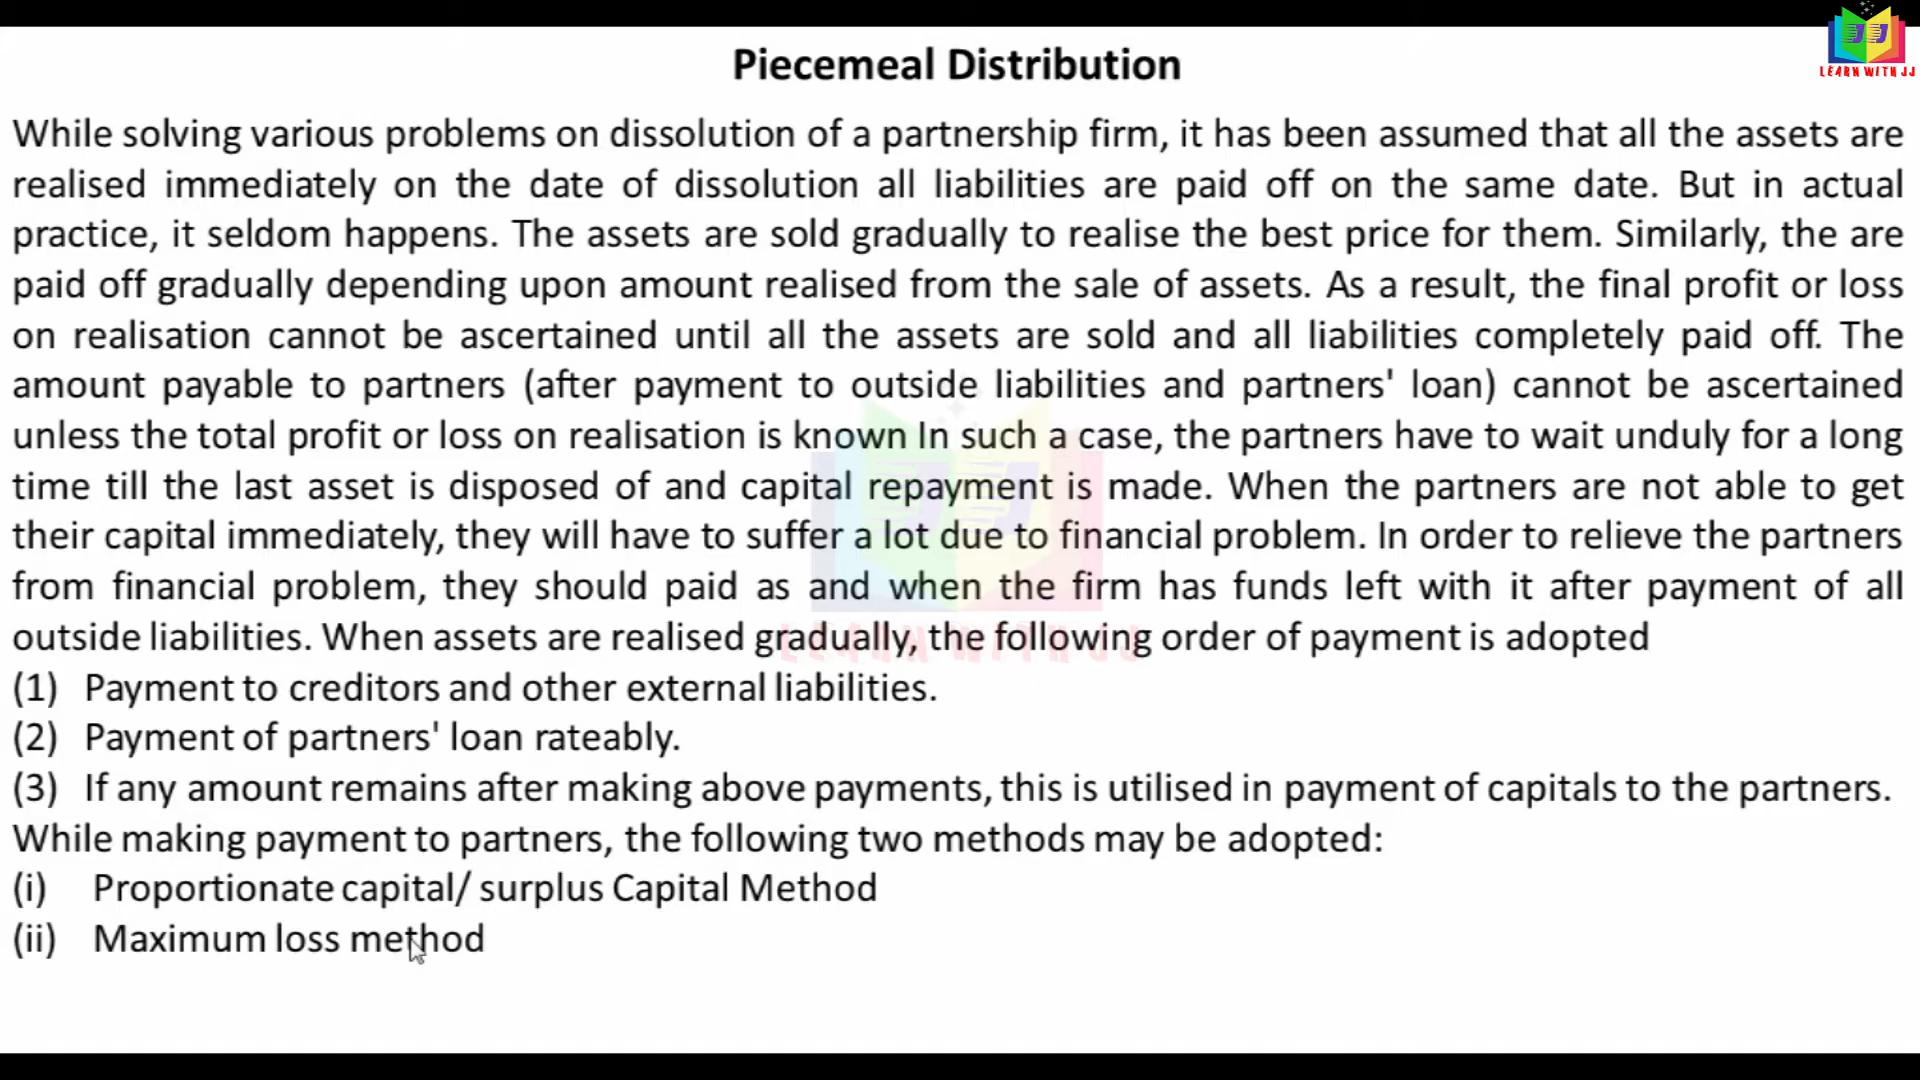 LEARN WITH JJ
Piecemeal Distribution
While solving various problems on dissolution of a partnership firm, it has been assumed that all the assets are
realised immediately on the date of dissolution all liabilities are paid off on the same date. But in actual
practice, it seldom happens. The assets are sold gradually to realise the best price for them. Similarly, the are
paid off gradually depending upon amount realised from the sale of assets. As a result, the final profit or loss
on realisation cannot be ascertained until all the assets are sold and all liabilities completely paid off. The
amount payable to partners (after payment to outside liabilities and partners' loan) cannot be ascertained
unless the total profit or loss on realisation is known In such a case, the partners have to wait unduly for a long
time till the last asset is disposed of and capital repayment is made. When the partners are not able to get
their capital immediately, they will have to suffer a lot due to financial problem. In order to relieve the partners
from financial problem, they should paid as and when the firm has funds left with it after payment of all
outside liabilities. When assets are realised gradually, the following order of payment is adopted
(1) Payment to creditors and other external liabilities.
(2) Payment of partners' loan rateably.
(3) If any amount remains after making above payments, this is utilised in payment of capitals to the partners.
While making payment to partners, the following two methods may be adopted:
(i) Proportionate capital/ surplus Capital Method
(ii) Maximum loss method
LEARN WITH JJ